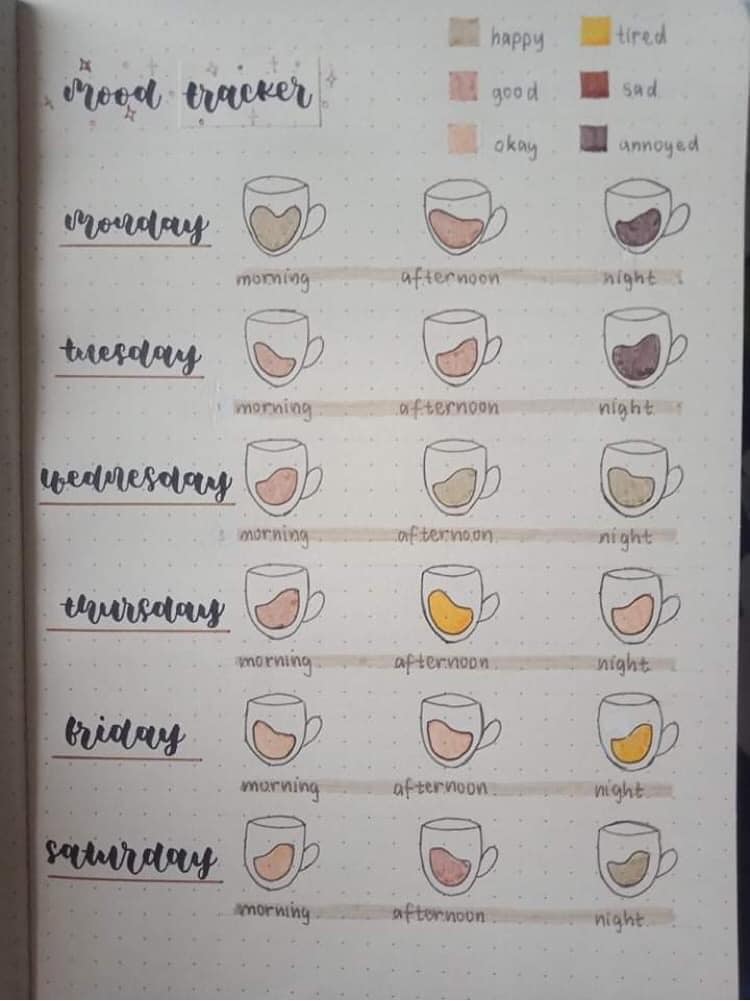 happy tired
mood tracker
good sad
okay annoyed
monday
morning afternoon night
tuesday
morning afternoon night
wednesday
morning afternoon night
thursday
morning afternoon night
friday
morning afternoon night
saturday
morning afternoon night